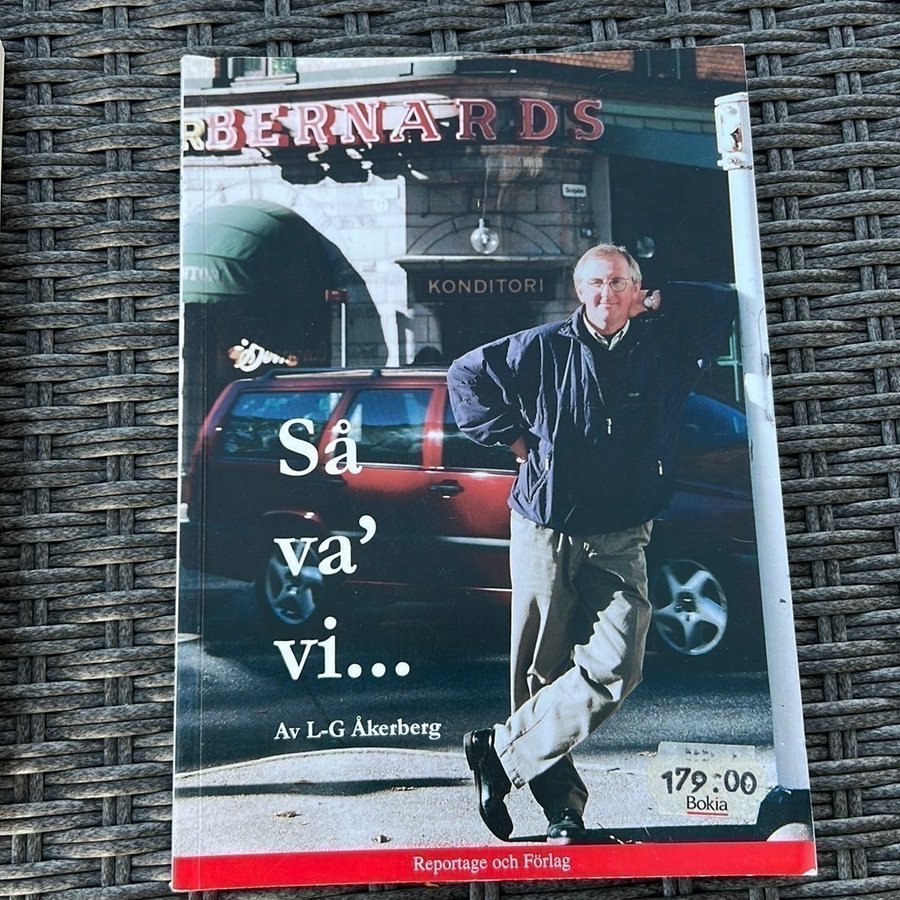 BERNARDS
KONDITORI
Så
va’
vi...
Av L-G Åkerberg
179:00
Bokia
Reportage och Förlag